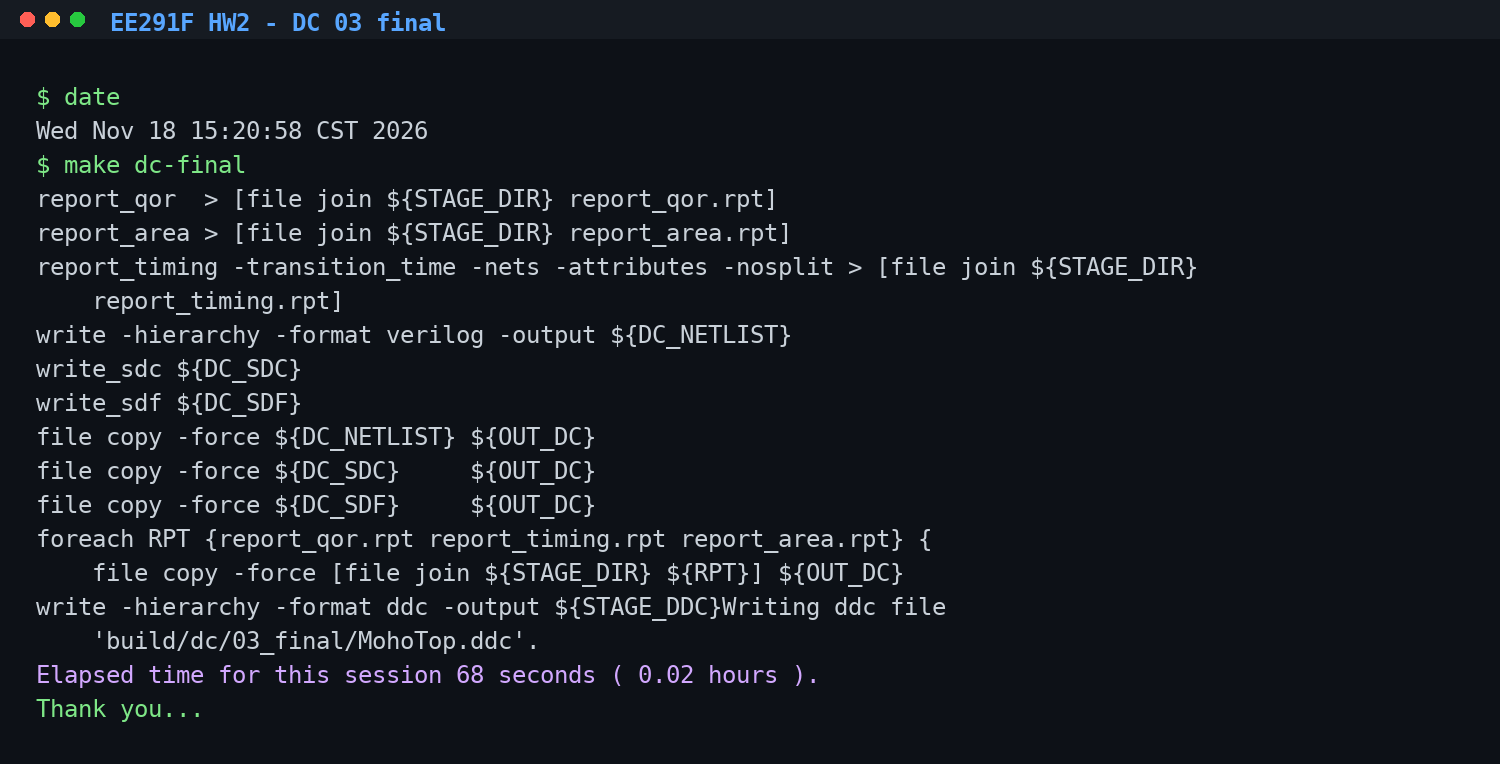 EE291F HW2 - DC 03 final
$ date
Wed Nov 18 15:20:58 CST 2026
$ make dc-final
report_qor  > [file join ${STAGE_DIR} report_qor.rpt]
report_area > [file join ${STAGE_DIR} report_area.rpt]
report_timing -transition_time -nets -attributes -nosplit > [file join ${STAGE_DIR}
    report_timing.rpt]
write -hierarchy -format verilog -output ${DC_NETLIST}
write_sdc ${DC_SDC}
write_sdf ${DC_SDF}
file copy -force ${DC_NETLIST} ${OUT_DC}
file copy -force ${DC_SDC}     ${OUT_DC}
file copy -force ${DC_SDF}     ${OUT_DC}
foreach RPT {report_qor.rpt report_timing.rpt report_area.rpt} {
    file copy -force [file join ${STAGE_DIR} ${RPT}] ${OUT_DC}
write -hierarchy -format ddc -output ${STAGE_DDC}Writing ddc file
    'build/dc/03_final/MohoTop.ddc'.
Elapsed time for this session 68 seconds ( 0.02 hours ).
Thank you...